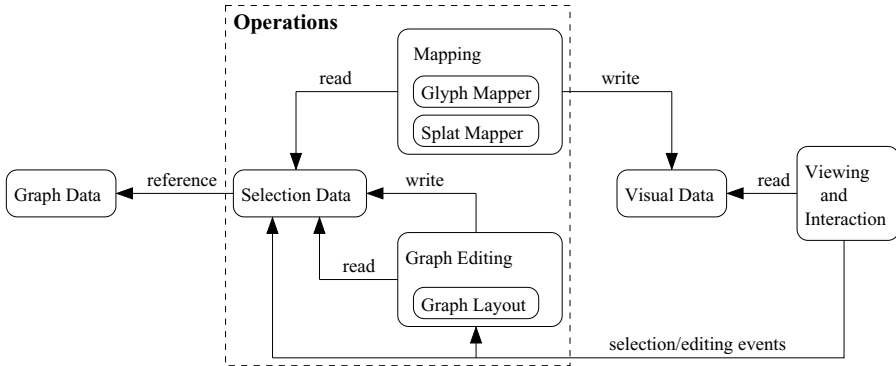 Operations
Mapping
read
write
Glyph Mapper
Splat Mapper
Graph Data
reference
Selection Data
write
Visual Data
read
Viewing
and
Interaction
Graph Editing
read
Graph Layout
selection/editing events